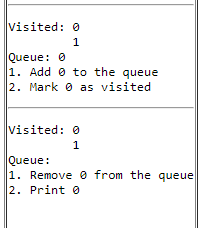 Visited: 0
1
Queue: 0
1. Add 0 to the queue
2. Mark 0 as visited
Visited: 0
1
Queue:
1. Remove 0 from the queue
2. Print 0